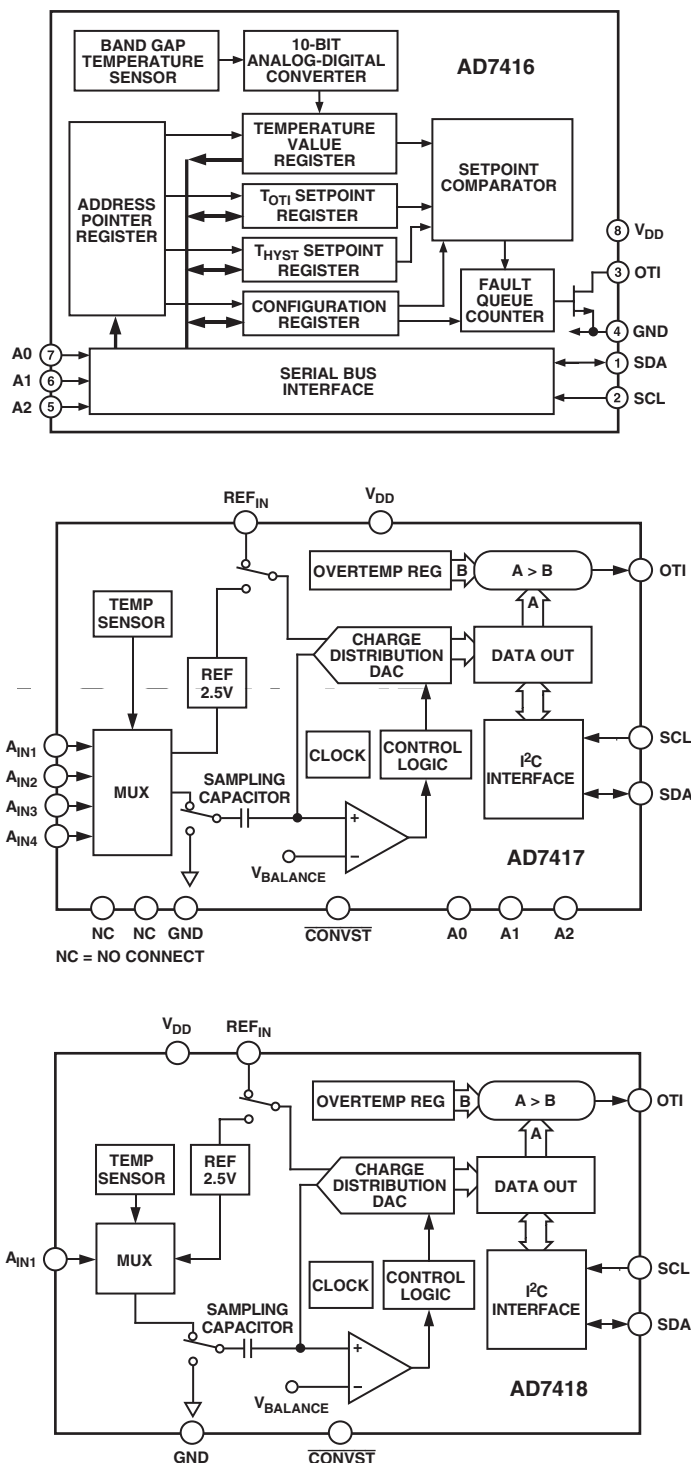 BAND GAP
TEMPERATURE
SENSOR
10-BIT
ANALOG-DIGITAL
CONVERTER
AD7416
TEMPERATURE
VALUE
REGISTER
SETPOINT
COMPARATOR
ADDRESS
POINTER
REGISTER
TOTI SETPOINT
REGISTER
THYST SETPOINT
REGISTER
CONFIGURATION
REGISTER
FAULT
QUEUE
COUNTER
8 VDD
3 OTI
4 GND
1 SDA
2 SCL
A0 7
A1 6
A2 5
SERIAL BUS
INTERFACE
REFIN
VDD
OVERTEMP REG
B
A > B
OTI
A
TEMP
SENSOR
REF
2.5V
CHARGE
DISTRIBUTION
DAC
DATA OUT
AIN1
AIN2
AIN3
AIN4
MUX
SAMPLING
CAPACITOR
CLOCK
CONTROL
LOGIC
I2C
INTERFACE
SCL
SDA
+
−
VBALANCE
AD7417
NC
NC
GND
CONVST
A0
A1
A2
NC = NO CONNECT
VDD
REFIN
OVERTEMP REG
B
A > B
OTI
A
TEMP
SENSOR
REF
2.5V
CHARGE
DISTRIBUTION
DAC
DATA OUT
AIN1
MUX
SAMPLING
CAPACITOR
CLOCK
CONTROL
LOGIC
I2C
INTERFACE
SCL
SDA
+
−
VBALANCE
AD7418
GND
CONVST